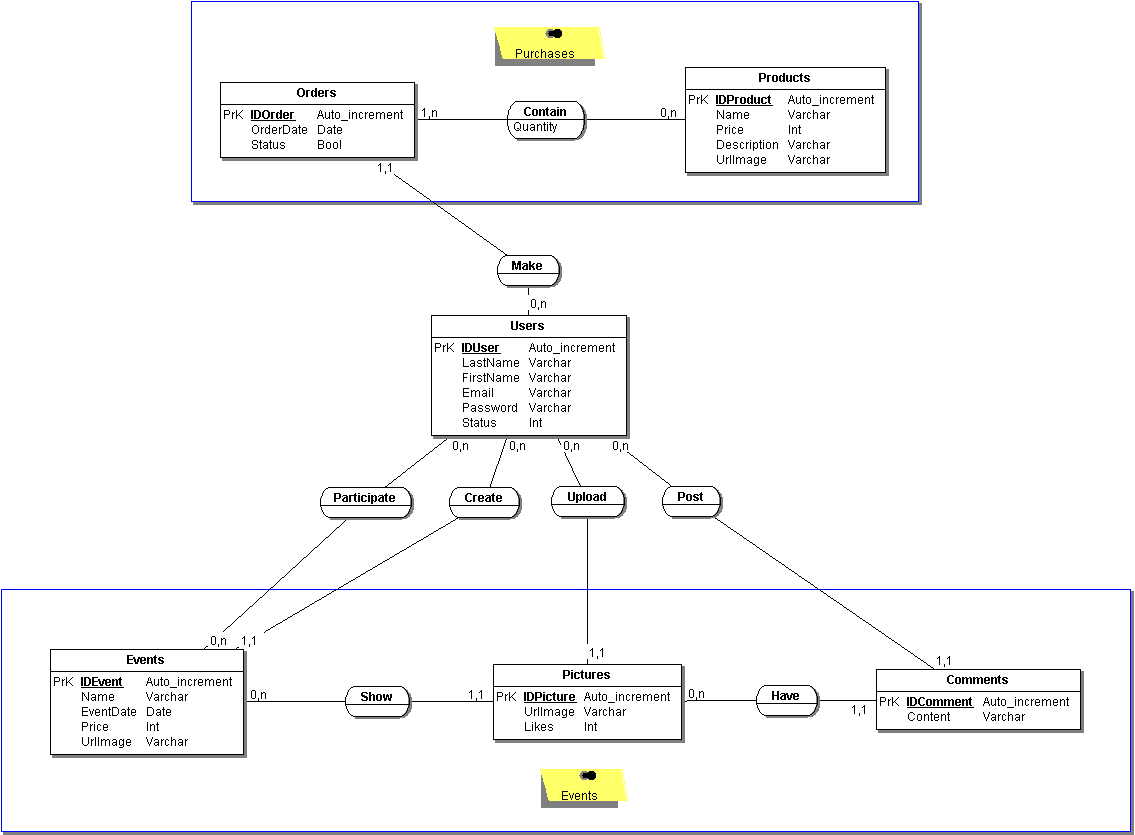 Purchases
Orders
PrK IDOrder Auto_increment
OrderDate Date
Status Bool
1,n
Contain
Quantity
0,n
Products
PrK IDProduct Auto_increment
Name Varchar
Price Int
Description Varchar
UrlImage Varchar
1,1
Make
0,n
Users
PrK IDUser Auto_increment
LastName Varchar
FirstName Varchar
Email Varchar
Password Varchar
Status Int
0,n 0,n 0,n 0,n
Participate Create Upload Post
0,n 1,1 1,1 1,1
Events
PrK IDEvent Auto_increment
Name Varchar
EventDate Date
Price Int
UrlImage Varchar
0,n
Show
1,1
Pictures
PrK IDPicture Auto_increment
UrlImage Varchar
Likes Int
0,n
Have
1,1
Comments
PrK IDComment Auto_increment
Content Varchar
Events